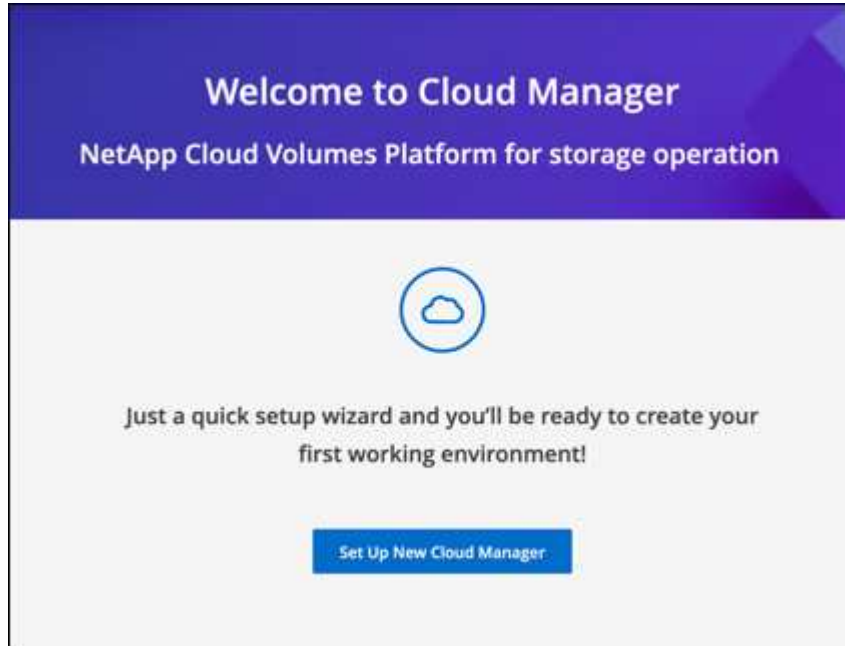 Welcome to Cloud Manager
NetApp Cloud Volumes Platform for storage operation
Just a quick setup wizard and you'll be ready to create your
first working environment!
Set Up New Cloud Manager